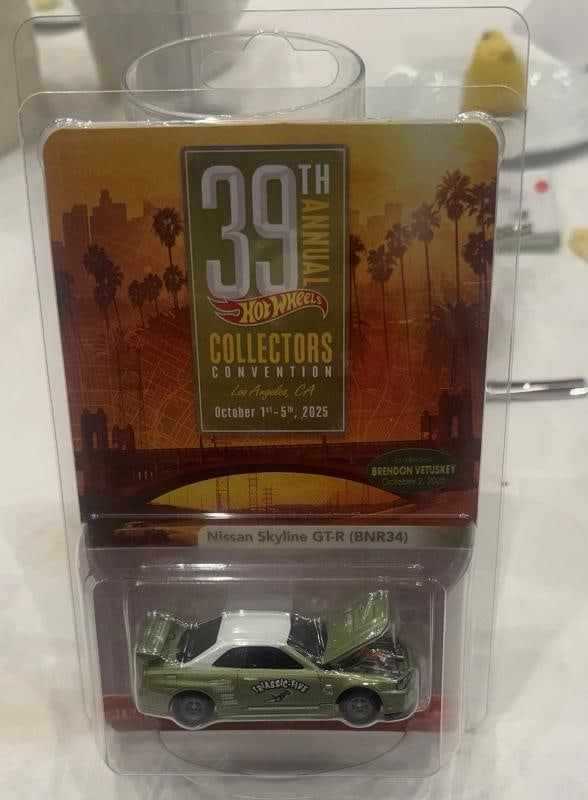 39TH
ANNUAL
Hot Wheels
COLLECTORS
CONVENTION
Los Angeles, CA
October 1st-5th, 2025
CELEBRATING
BRENDON VETUSKEY
October 2, 2025
Nissan Skyline GT-R (BNR34)
TRIASSIC-FIVE